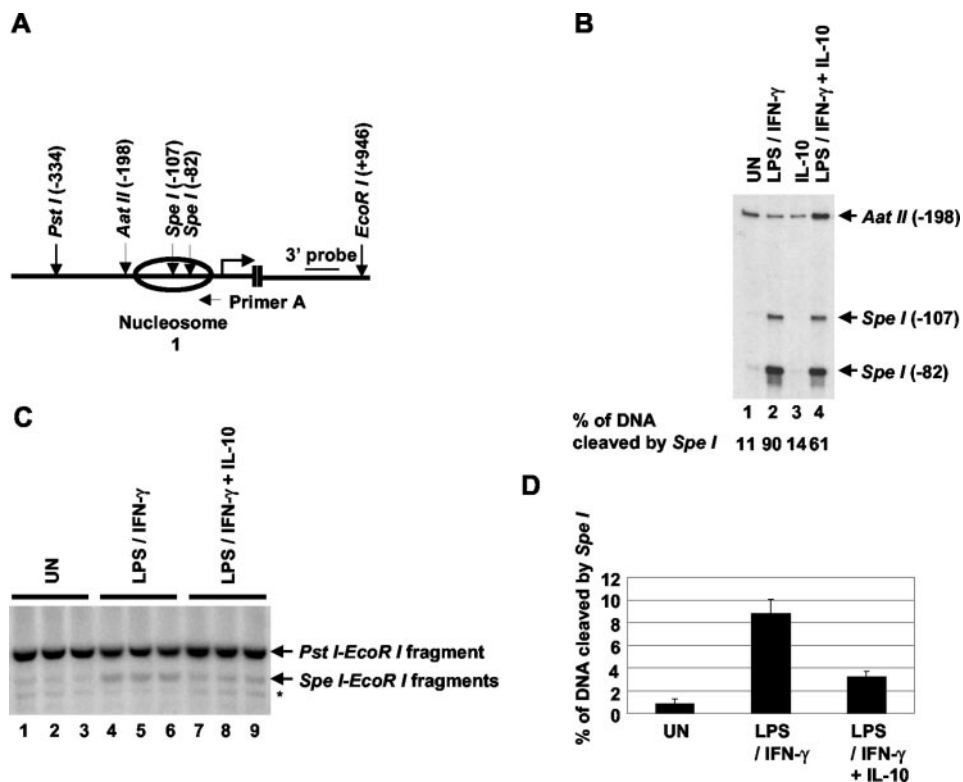 A
Pst I (-334)
Aat II (-198)
Spe I (-107)
Spe I (-82)
EcoR I (+946)
3' probe
Primer A
Nucleosome
1
B
UN
LPS / IFN-γ
IL-10
LPS / IFN-γ + IL-10
Aat II (-198)
Spe I (-107)
Spe I (-82)
1 2 3 4
% of DNA
cleaved by Spe I 11 90 14 61
C
UN
LPS / IFN-γ
LPS / IFN-γ + IL-10
Pst I-EcoR I fragment
Spe I-EcoR I fragments
*
1 2 3 4 5 6 7 8 9
D
% of DNA cleaved by Spe I
12
10
8
6
4
2
0
UN
LPS
/ IFN-γ
LPS
/ IFN-γ
+ IL-10